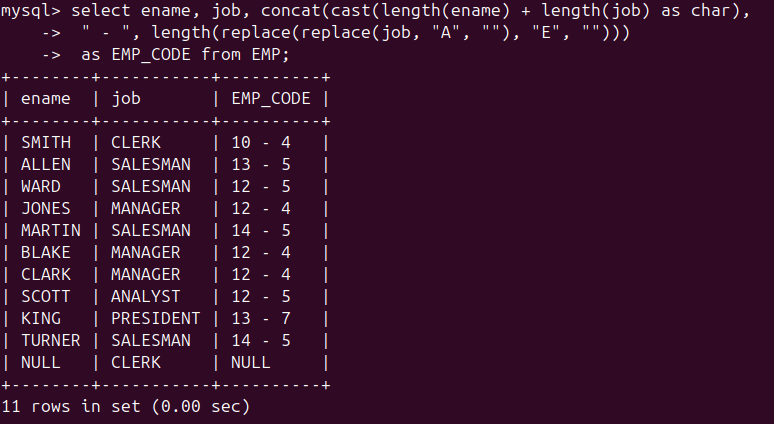 mysql> select ename, job, concat(cast(length(ename) + length(job) as char),
    ->  " - ", length(replace(replace(job, "A", ""), "E", "")))
    ->  as EMP_CODE from EMP;
+--------+-----------+----------+
| ename  | job       | EMP_CODE |
+--------+-----------+----------+
| SMITH  | CLERK     | 10 - 4   |
| ALLEN  | SALESMAN  | 13 - 5   |
| WARD   | SALESMAN  | 12 - 5   |
| JONES  | MANAGER   | 12 - 4   |
| MARTIN | SALESMAN  | 14 - 5   |
| BLAKE  | MANAGER   | 12 - 4   |
| CLARK  | MANAGER   | 12 - 4   |
| SCOTT  | ANALYST   | 12 - 5   |
| KING   | PRESIDENT | 13 - 7   |
| TURNER | SALESMAN  | 14 - 5   |
| NULL   | CLERK     | NULL     |
+--------+-----------+----------+
11 rows in set (0.00 sec)